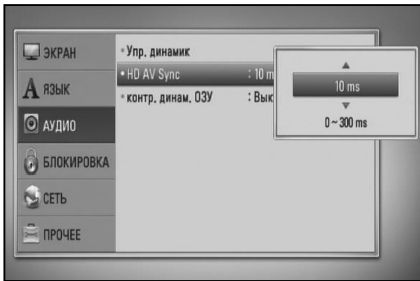 ЭКРАН
ЯЗЫК
АУДИО
БЛОКИРОВКА
СЕТЬ
ПРОЧЕЕ
• Упр. динамик
• HD AV Sync : 10 m
• контр. динам. ОЗУ : Вык
10 ms
0 ~ 300 ms